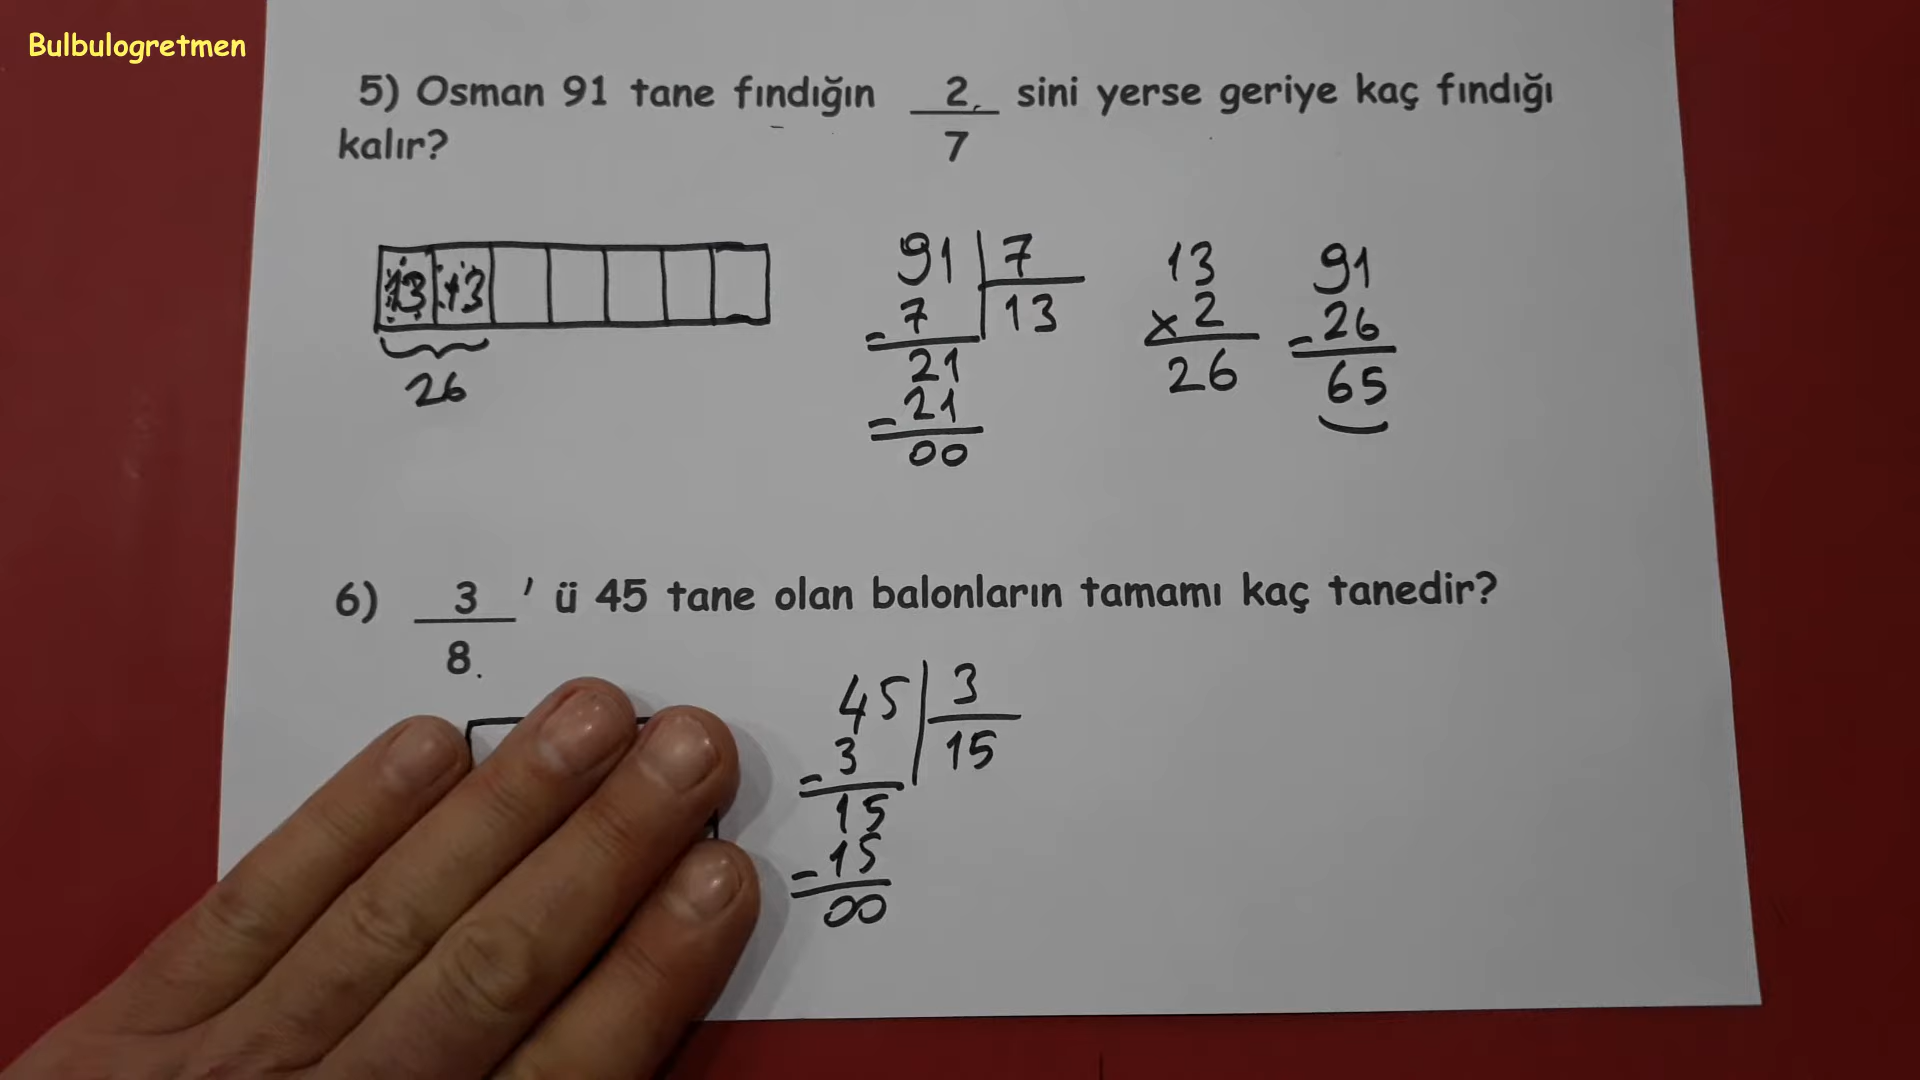 Bulbulogretmen
5) Osman 91 tane fındığın 2/7 sini yerse geriye kaç fındığı
kalır?
13 13
26
91 7
- 7 13
21
- 21
00
13
x 2
26
91
- 26
65
6) 3/8 ' ü 45 tane olan balonların tamamı kaç tanedir?
45 3
- 3 15
15
- 15
00